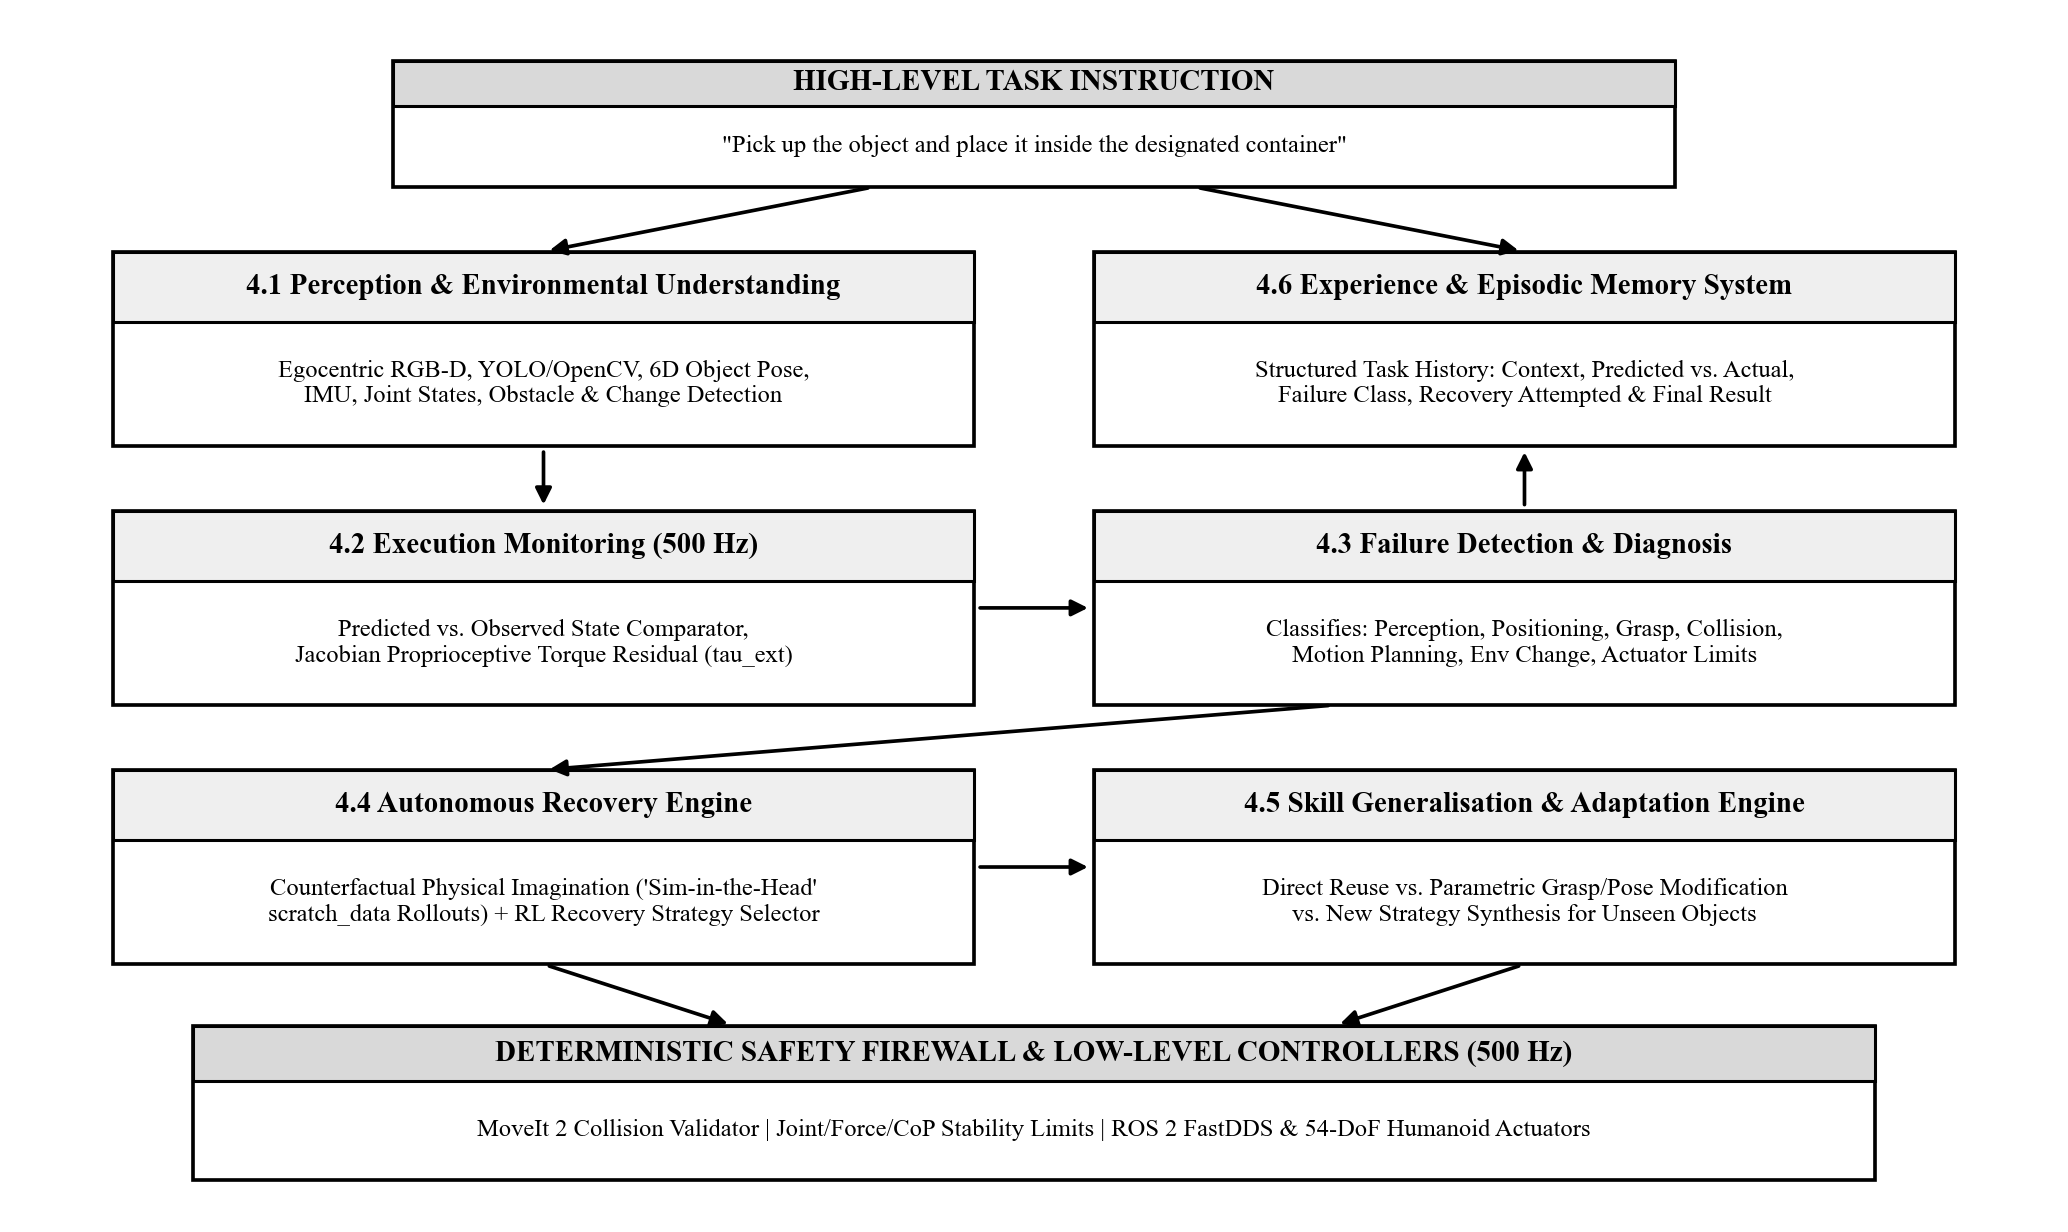 HIGH-LEVEL TASK INSTRUCTION
"Pick up the object and place it inside the designated container"
4.1 Perception & Environmental Understanding
Egocentric RGB-D, YOLO/OpenCV, 6D Object Pose,
IMU, Joint States, Obstacle & Change Detection
4.6 Experience & Episodic Memory System
Structured Task History: Context, Predicted vs. Actual,
Failure Class, Recovery Attempted & Final Result
4.2 Execution Monitoring (500 Hz)
Predicted vs. Observed State Comparator,
Jacobian Proprioceptive Torque Residual (tau_ext)
4.3 Failure Detection & Diagnosis
Classifies: Perception, Positioning, Grasp, Collision,
Motion Planning, Env Change, Actuator Limits
4.4 Autonomous Recovery Engine
Counterfactual Physical Imagination ('Sim-in-the-Head'
scratch_data Rollouts) + RL Recovery Strategy Selector
4.5 Skill Generalisation & Adaptation Engine
Direct Reuse vs. Parametric Grasp/Pose Modification
vs. New Strategy Synthesis for Unseen Objects
DETERMINISTIC SAFETY FIREWALL & LOW-LEVEL CONTROLLERS (500 Hz)
MoveIt 2 Collision Validator | Joint/Force/CoP Stability Limits | ROS 2 FastDDS & 54-DoF Humanoid Actuators